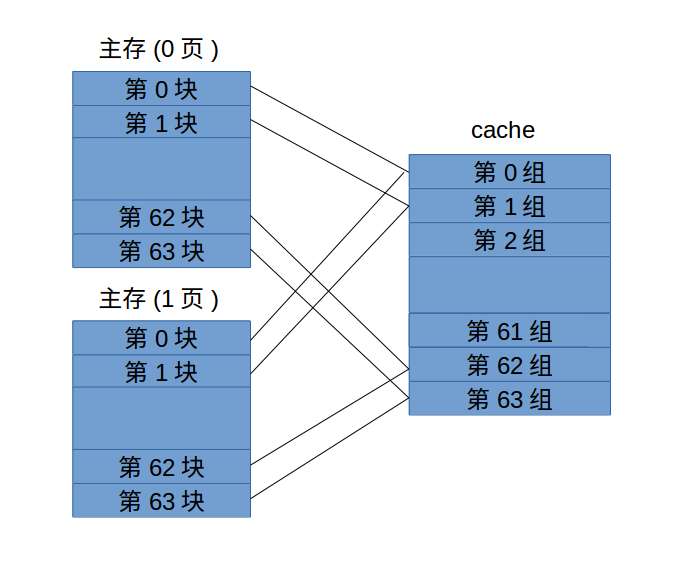 主存 (0 页 )
第 0 块
第 1 块
第 62 块
第 63 块
主存 (1 页 )
第 0 块
第 1 块
第 62 块
第 63 块
cache
第 0 组
第 1 组
第 2 组
第 61 组
第 62 组
第 63 组